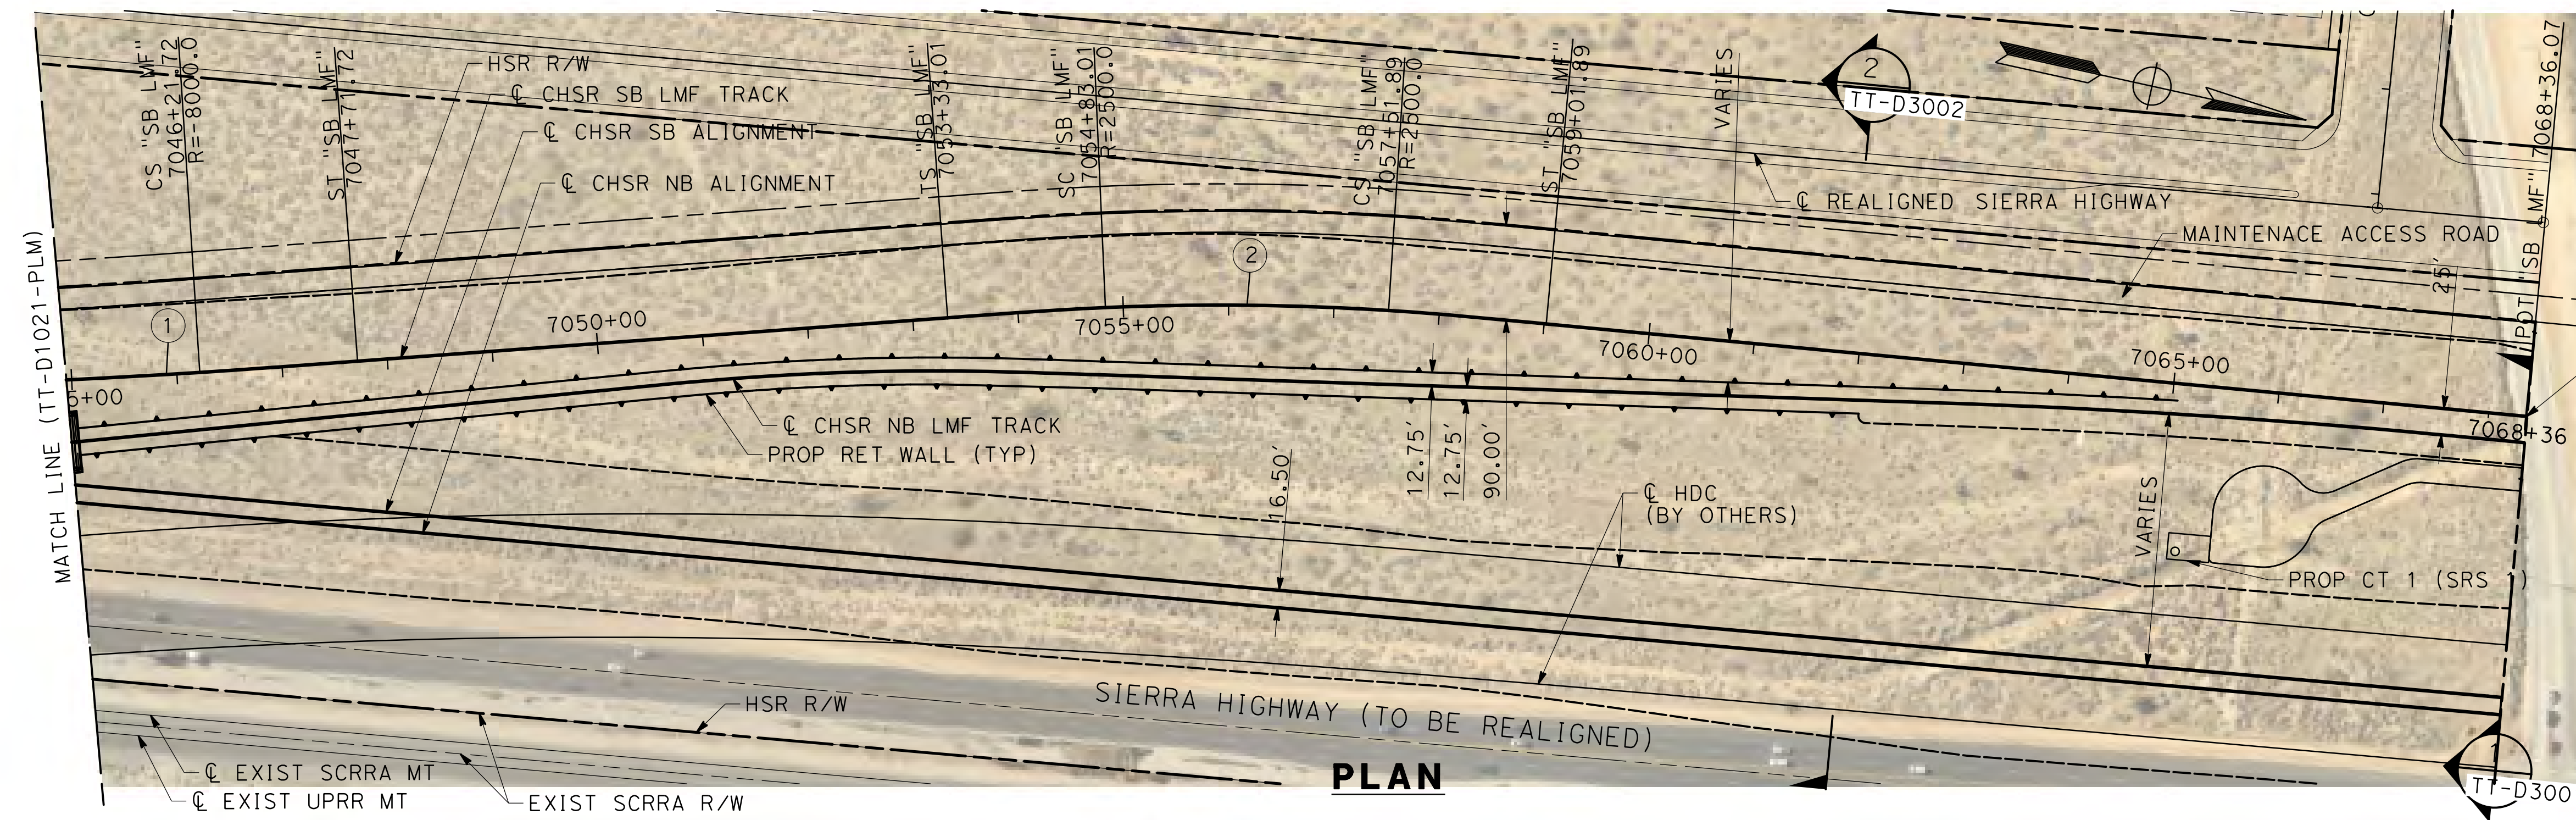 CS "SB LMF"
7046+21.72
R=-8000.0
ST "SB LMF"
7047+71.72
HSR R/W
℄ CHSR SB LMF TRACK
℄ CHSR SB ALIGNMENT
℄ CHSR NB ALIGNMENT
TS "SB LMF"
7053+33.01
SC "SB LMF"
7054+83.01
R=2500.0
CS "SB LMF"
7057+51.89
R=2500.0
ST "SB LMF"
7059+01.89
VARIES
2
TT-D3002
℄ REALIGNED SIERRA HIGHWAY
MAINTENACE ACCESS ROAD
25'
POT "SB LMF" 7068+36.07
MATCH LINE (TT-D1021-PLM)
1
2
5+00
7050+00
7055+00
7060+00
7065+00
7068+36
℄ CHSR NB LMF TRACK
PROP RET WALL (TYP)
16.50'
12.75'
12.75'
90.00'
℄ HDC
(BY OTHERS)
VARIES
PROP CT 1 (SRS 1)
HSR R/W
SIERRA HIGHWAY (TO BE REALIGNED)
℄ EXIST SCRRA MT
℄ EXIST UPRR MT
EXIST SCRRA R/W
PLAN
1
TT-D300